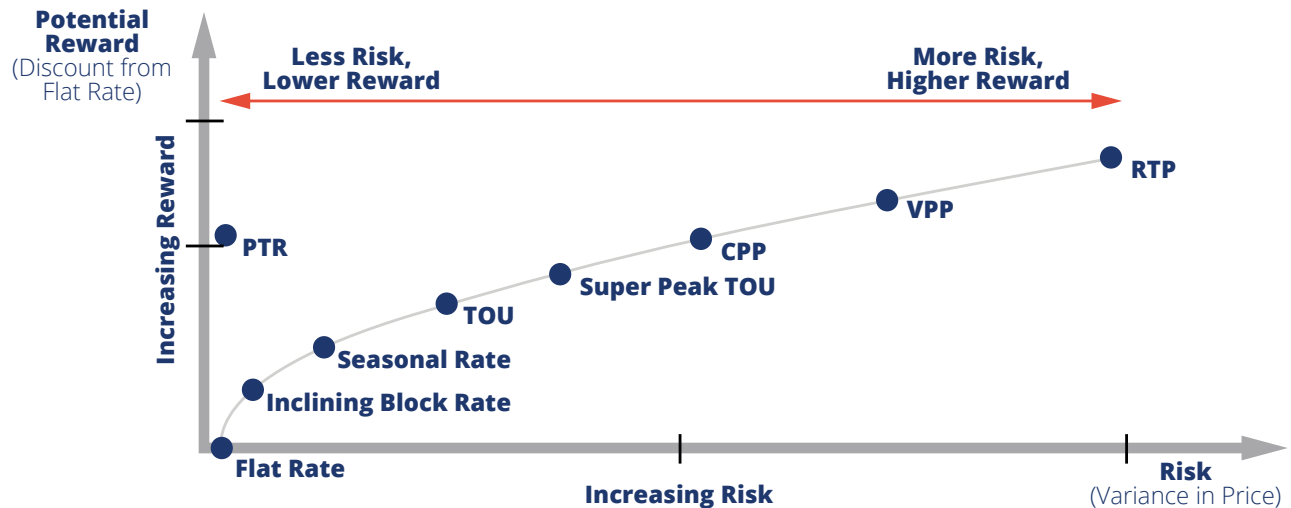 Potential
Reward
(Discount from
Flat Rate)
Less Risk,
Lower Reward
More Risk,
Higher Reward
Increasing Reward
RTP
VPP
PTR
CPP
Super Peak TOU
TOU
Seasonal Rate
Inclining Block Rate
Flat Rate
Risk
(Variance in Price)
Increasing Risk